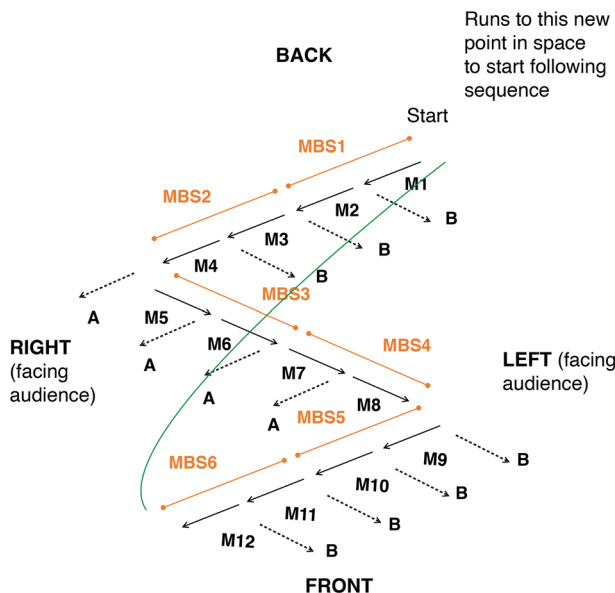 Runs to this new
point in space
to start following
sequence
BACK
Start
MBS1
MBS2
M1
M2
B
M3
B
M4
B
MBS3
A
M5
RIGHT
(facing
audience)
A
M6
MBS4
LEFT (facing
audience)
A
M7
A
M8
MBS5
MBS6
M9
B
M10
B
M11
B
M12
B
FRONT